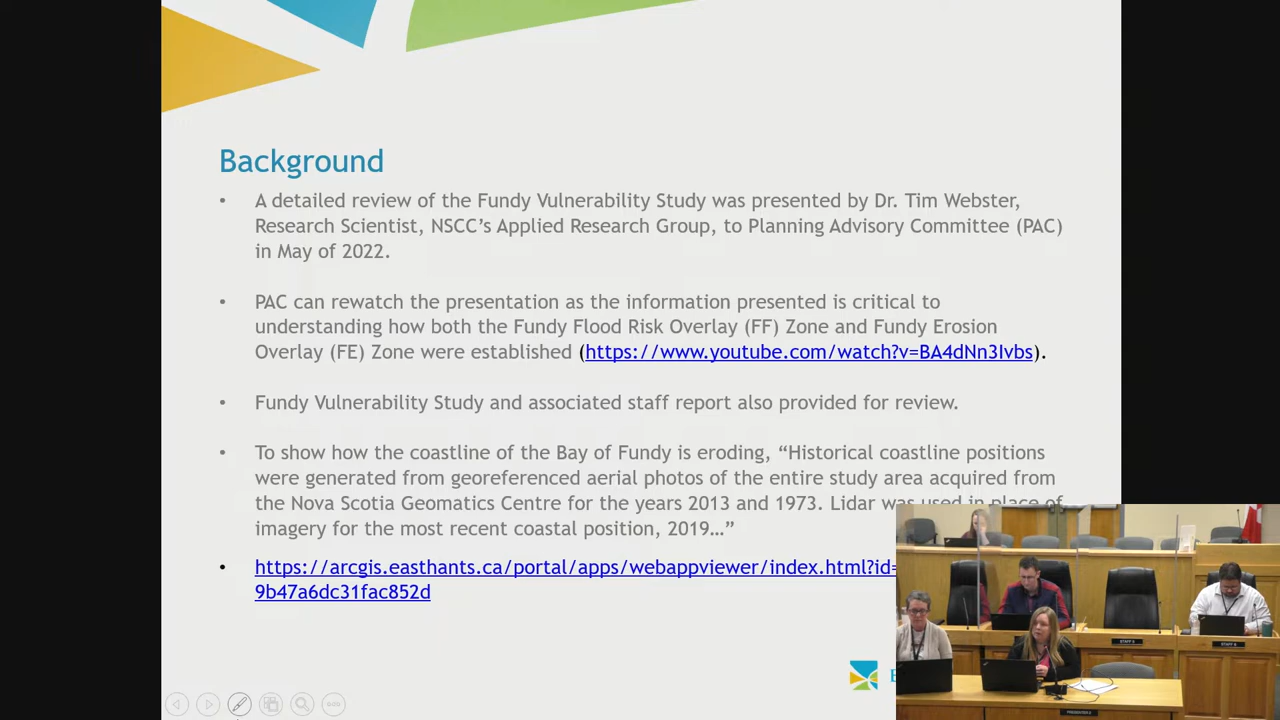 Background
• A detailed review of the Fundy Vulnerability Study was presented by Dr. Tim Webster,
Research Scientist, NSCC’s Applied Research Group, to Planning Advisory Committee (PAC)
in May of 2022.
• PAC can rewatch the presentation as the information presented is critical to
understanding how both the Fundy Flood Risk Overlay (FF) Zone and Fundy Erosion
Overlay (FE) Zone were established (https://www.youtube.com/watch?v=BA4dNn3Ivbs).
• Fundy Vulnerability Study and associated staff report also provided for review.
• To show how the coastline of the Bay of Fundy is eroding, “Historical coastline positions
were generated from georeferenced aerial photos of the entire study area acquired from
the Nova Scotia Geomatics Centre for the years 2013 and 1973. Lidar was used in place of
imagery for the most recent coastal position, 2019…”
• https://arcgis.easthants.ca/portal/apps/webappviewer/index.html?id=
9b47a6dc31fac852d